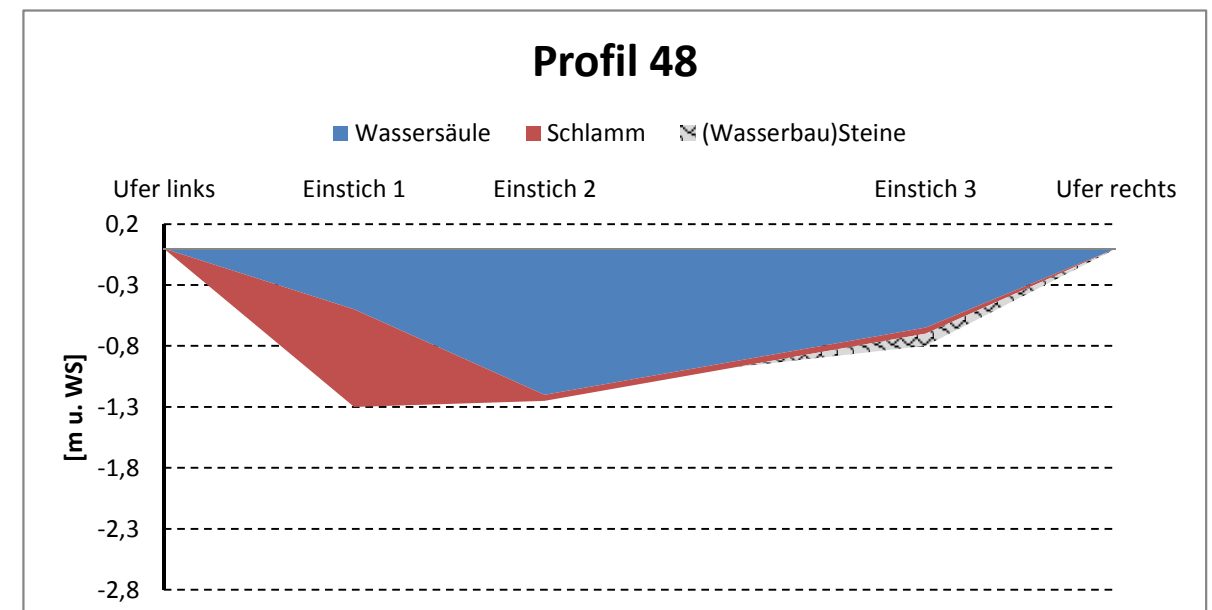 Profil 48
Wassersäule Schlamm (Wasserbau)Steine
Ufer links Einstich 1 Einstich 2 Einstich 3 Ufer rechts
0,2
-0,3
-0,8
-1,3
-1,8
-2,3
-2,8
[m u. WS]